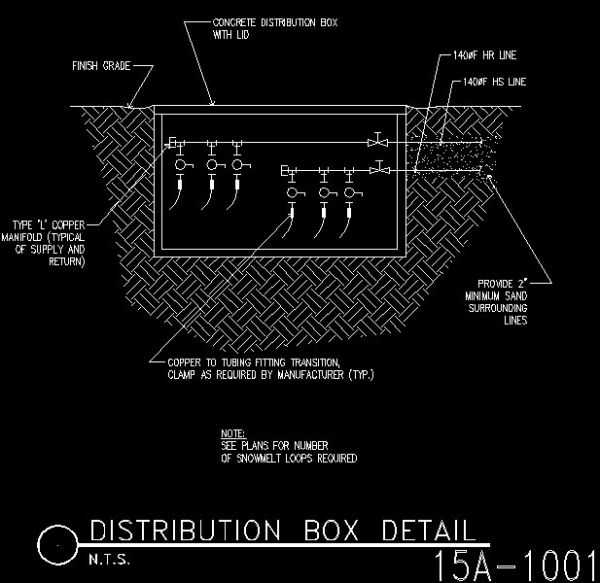 CONCRETE DISTRIBUTION BOX
WITH LID
FINISH GRADE
140ØF HR LINE
140ØF HS LINE
TYPE 'L' COPPER
MANIFOLD (TYPICAL
OF SUPPLY AND
RETURN)
PROVIDE 2"
MINIMUM SAND
SURROUNDING
LINES
COPPER TO TUBING FITTING TRANSITION,
CLAMP AS REQUIRED BY MANUFACTURER (TYP.)
NOTE:
SEE PLANS FOR NUMBER
OF SNOWMELT LOOPS REQUIRED
DISTRIBUTION BOX DETAIL
N.T.S.
15A-1001